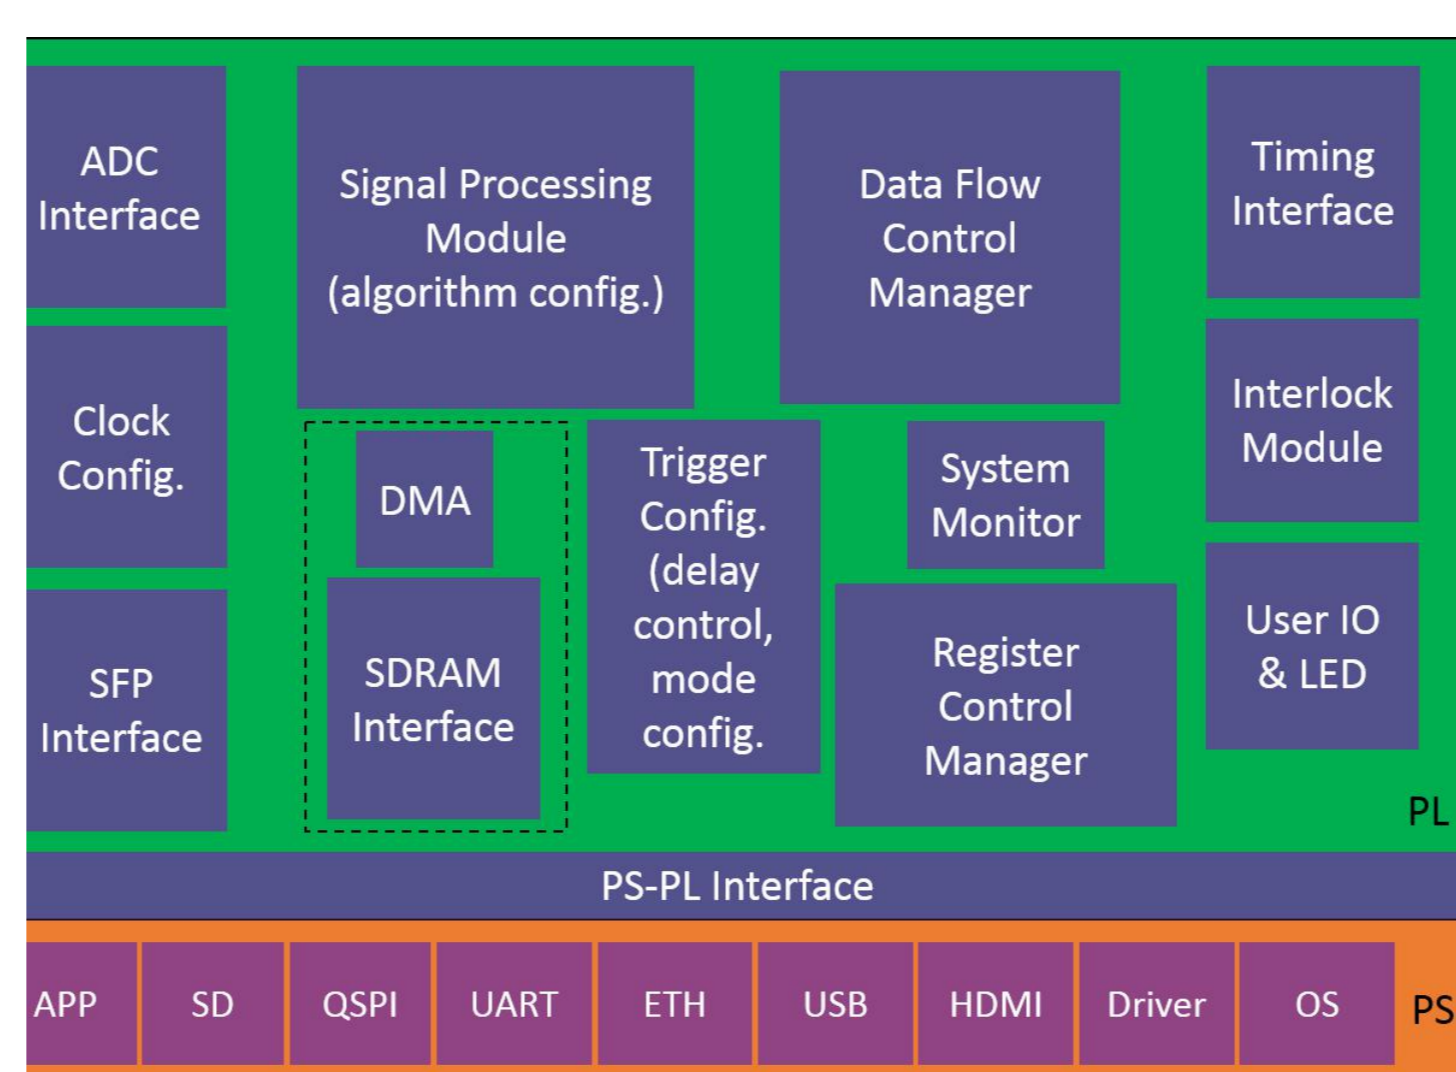 ADC
Interface
Signal Processing
Module
(algorithm config.)
Data Flow
Control
Manager
Timing
Interface
Clock
Config.
DMA
SDRAM
Interface
Trigger
Config.
(delay
control,
mode
config.
System
Monitor
Interlock
Module
SFP
Interface
Register
Control
Manager
User IO
& LED
PL
PS-PL Interface
APP
SD
QSPI
UART
ETH
USB
HDMI
Driver
OS
PS